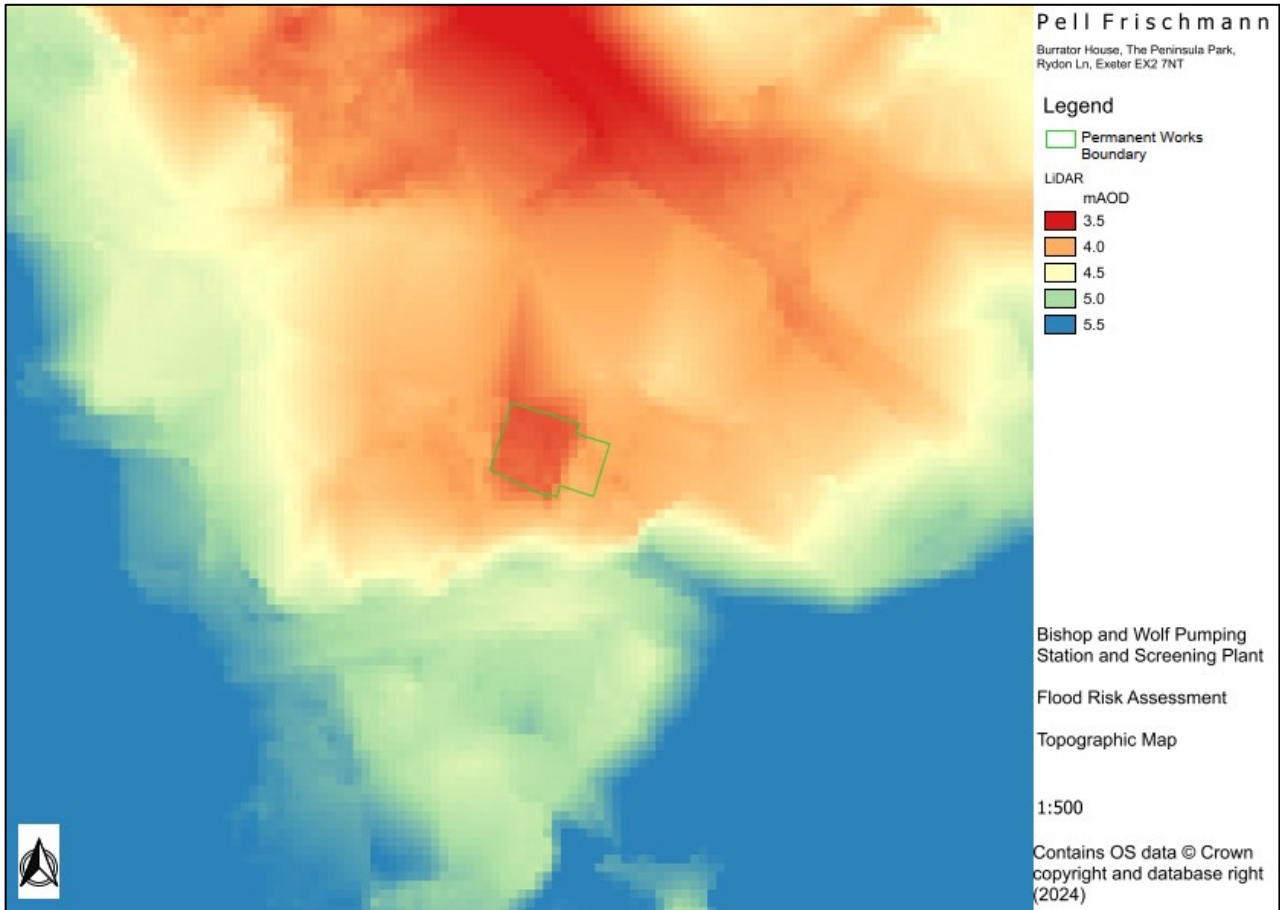 Pell Frischmann
Burrator House, The Peninsula Park,
Rydon Ln, Exeter EX2 7NT
Legend
Permanent Works
Boundary
LiDAR
mAOD
3.5
4.0
4.5
5.0
5.5
Bishop and Wolf Pumping
Station and Screening Plant
Flood Risk Assessment
Topographic Map
1:500
Contains OS data © Crown
copyright and database right
(2024)